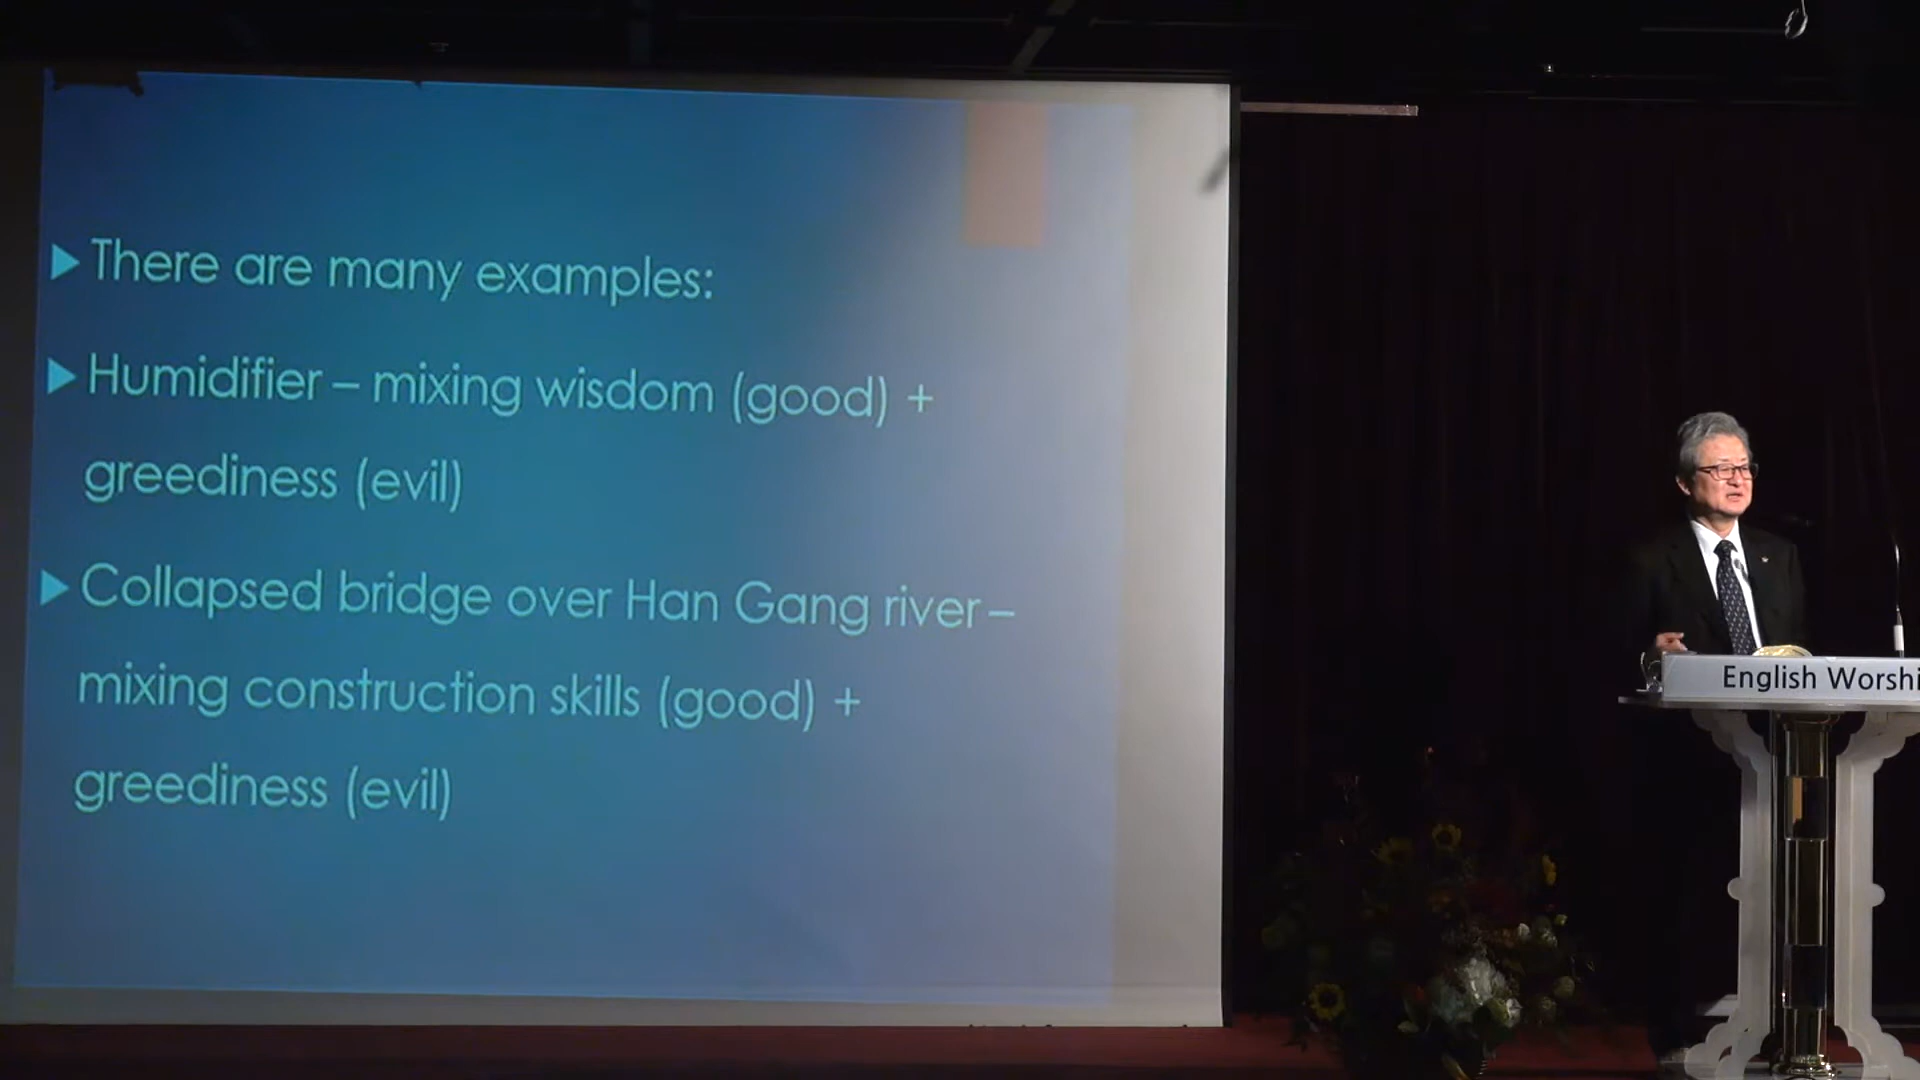 There are many examples:
Humidifier – mixing wisdom (good) +
greediness (evil)
Collapsed bridge over Han Gang river –
mixing construction skills (good) +
greediness (evil)
English Worshi